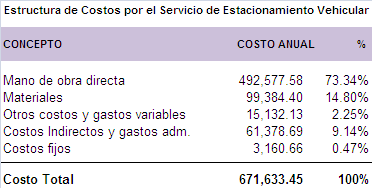 Estructura de Costos por el Servicio de Estacionamiento Vehicular
CONCEPTO COSTO ANUAL %
Mano de obra directa 492,577.58 73.34%
Materiales 99,384.40 14.80%
Otros costos y gastos variables 15,132.13 2.25%
Costos Indirectos y gastos adm. 61,378.69 9.14%
Costos fijos 3,160.66 0.47%
Costo Total 671,633.45 100%